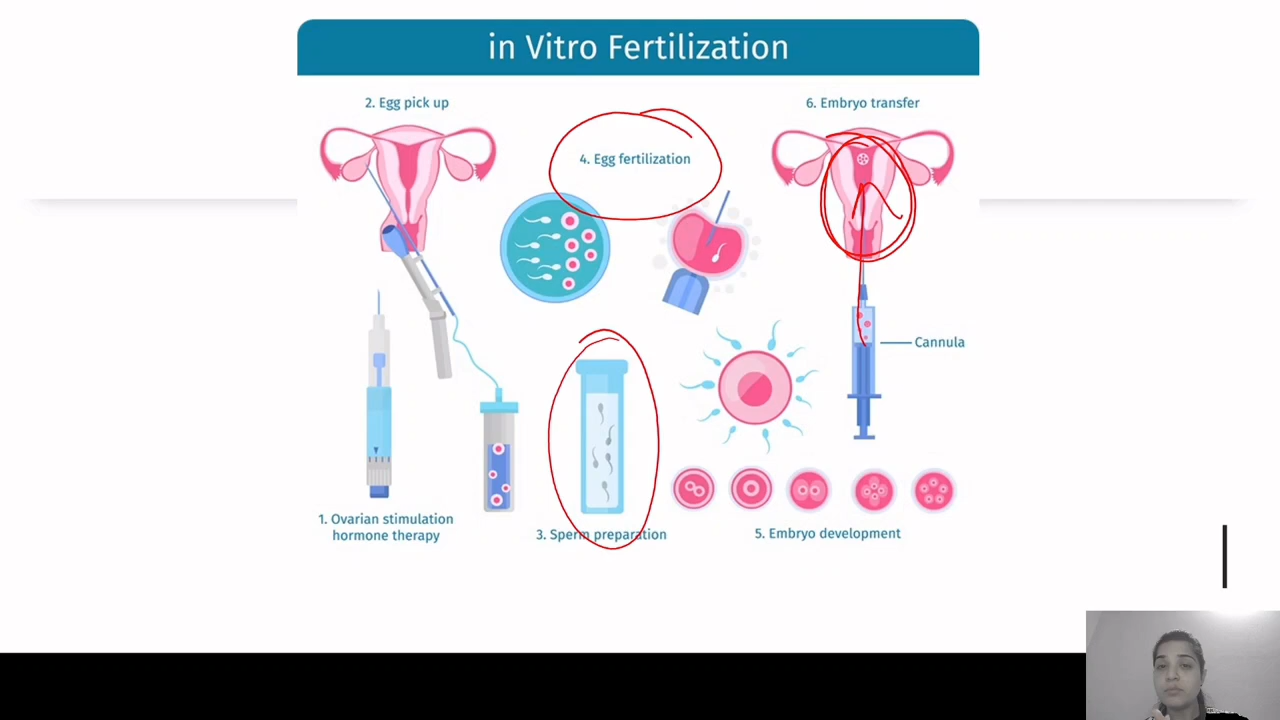 in Vitro Fertilization
2. Egg pick up
4. Egg fertilization
6. Embryo transfer
Cannula
1. Ovarian stimulation
hormone therapy
3. Sperm preparation
5. Embryo development